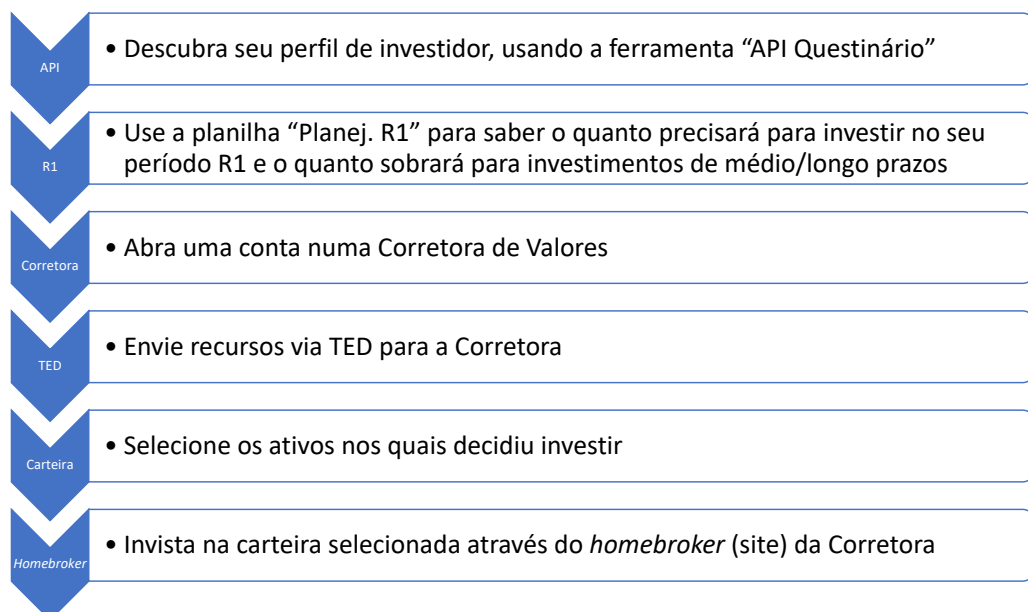 API
• Descubra seu perfil de investidor, usando a ferramenta “API Questinário”
R1
• Use a planilha “Planej. R1” para saber o quanto precisará para investir no seu
período R1 e o quanto sobrará para investimentos de médio/longo prazos
Corretora
• Abra uma conta numa Corretora de Valores
TED
• Envie recursos via TED para a Corretora
Carteira
• Selecione os ativos nos quais decidiu investir
Homebroker
• Invista na carteira selecionada através do homebroker (site) da Corretora